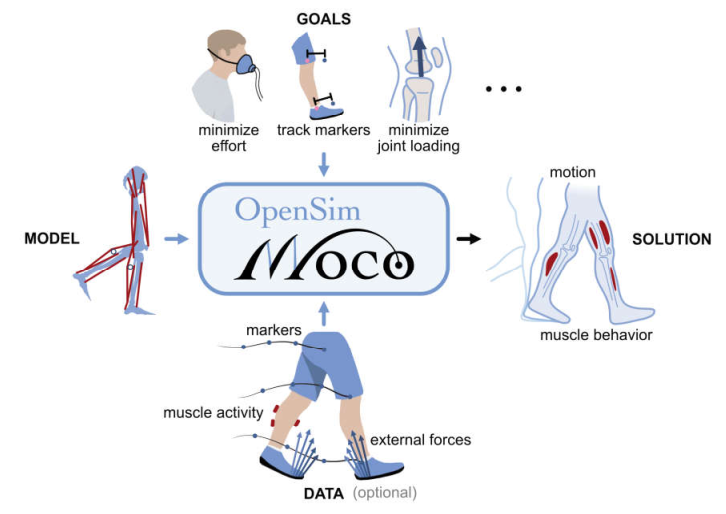 GOALS
minimize
effort
track markers
minimize
joint loading
...
MODEL
OpenSim
Moco
motion
SOLUTION
muscle behavior
markers
muscle activity
external forces
DATA (optional)